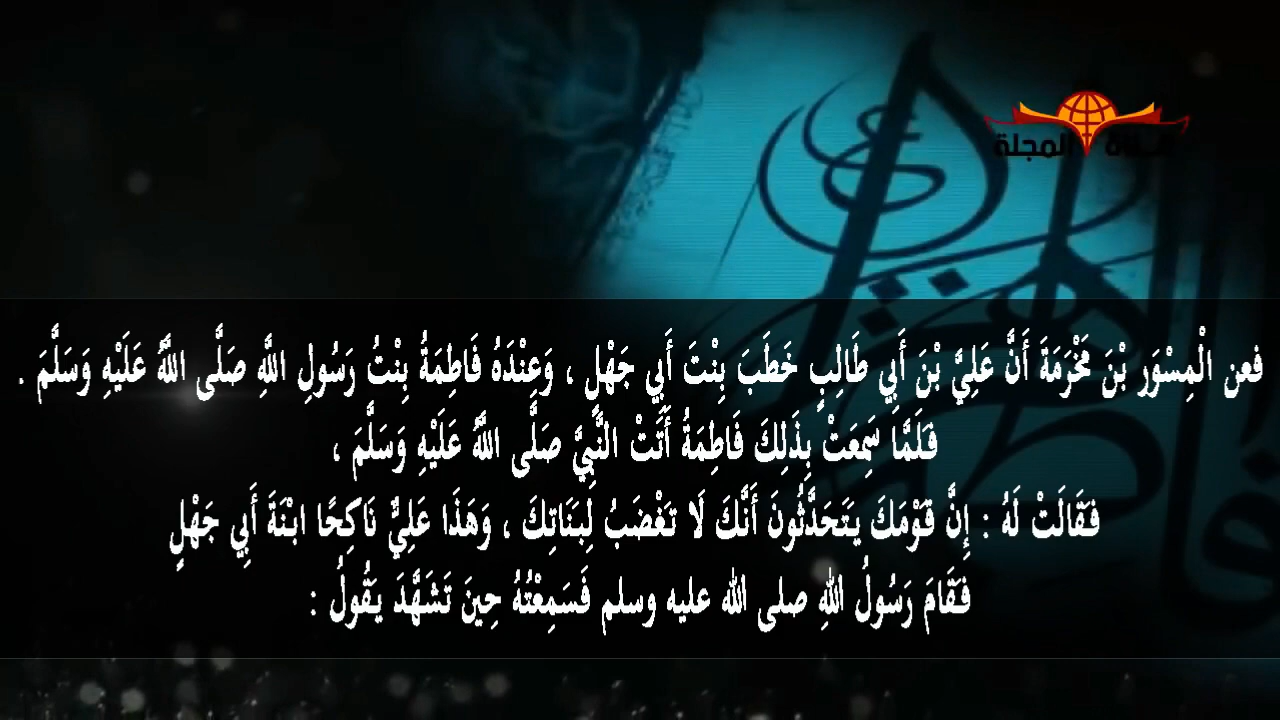 المجلة
فعن الْمِسْوَر بْنَ مَخْرَمَةَ أَنَّ عَلِيَّ بْنَ أَبِي طَالِبٍ خَطَبَ بِنْتَ أَبِي جَهْلٍ ، وَعِنْدَهُ فَاطِمَةُ بِنْتُ رَسُولِ اللَّهِ صَلَّى اللَّهُ عَلَيْهِ وَسَلَّمَ .
فَلَمَّا سَمِعَتْ بِذَلِكَ فَاطِمَةُ أَتَتْ النَّبِيَّ صَلَّى اللَّهُ عَلَيْهِ وَسَلَّمَ ،
فَقَالَتْ لَهُ : إِنَّ قَوْمَكَ يَتَحَدَّثُونَ أَنَّكَ لَا تَغْضَبُ لِبَنَاتِكَ ، وَهَذَا عَلِيٌّ نَاكِحًا ابْنَةَ أَبِي جَهْلٍ
فَقَامَ رَسُولُ اللهِ صلى الله عليه وسلم فَسَمِعْتُهُ حِينَ تَشَهَّدَ يَقُولُ :